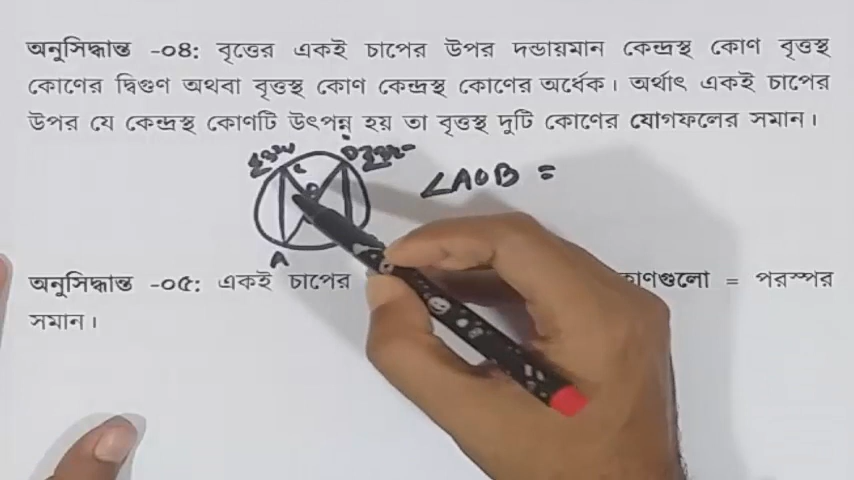 অনুসিদ্ধান্ত -০৪: বৃত্তের একই চাপের উপর দন্ডায়মান কেন্দ্রস্থ কোণ বৃত্তস্থ
কোণের দ্বিগুণ অথবা বৃত্তস্থ কোণ কেন্দ্রস্থ কোণের অর্ধেক। অর্থাৎ একই চাপের
উপর যে কেন্দ্রস্থ কোণটি উৎপন্ন হয় তা বৃত্তস্থ দুটি কোণের যোগফলের সমান।
C D
A
∠AOB =
অনুসিদ্ধান্ত -০৫: একই চাপের = পরস্পর
সমান।